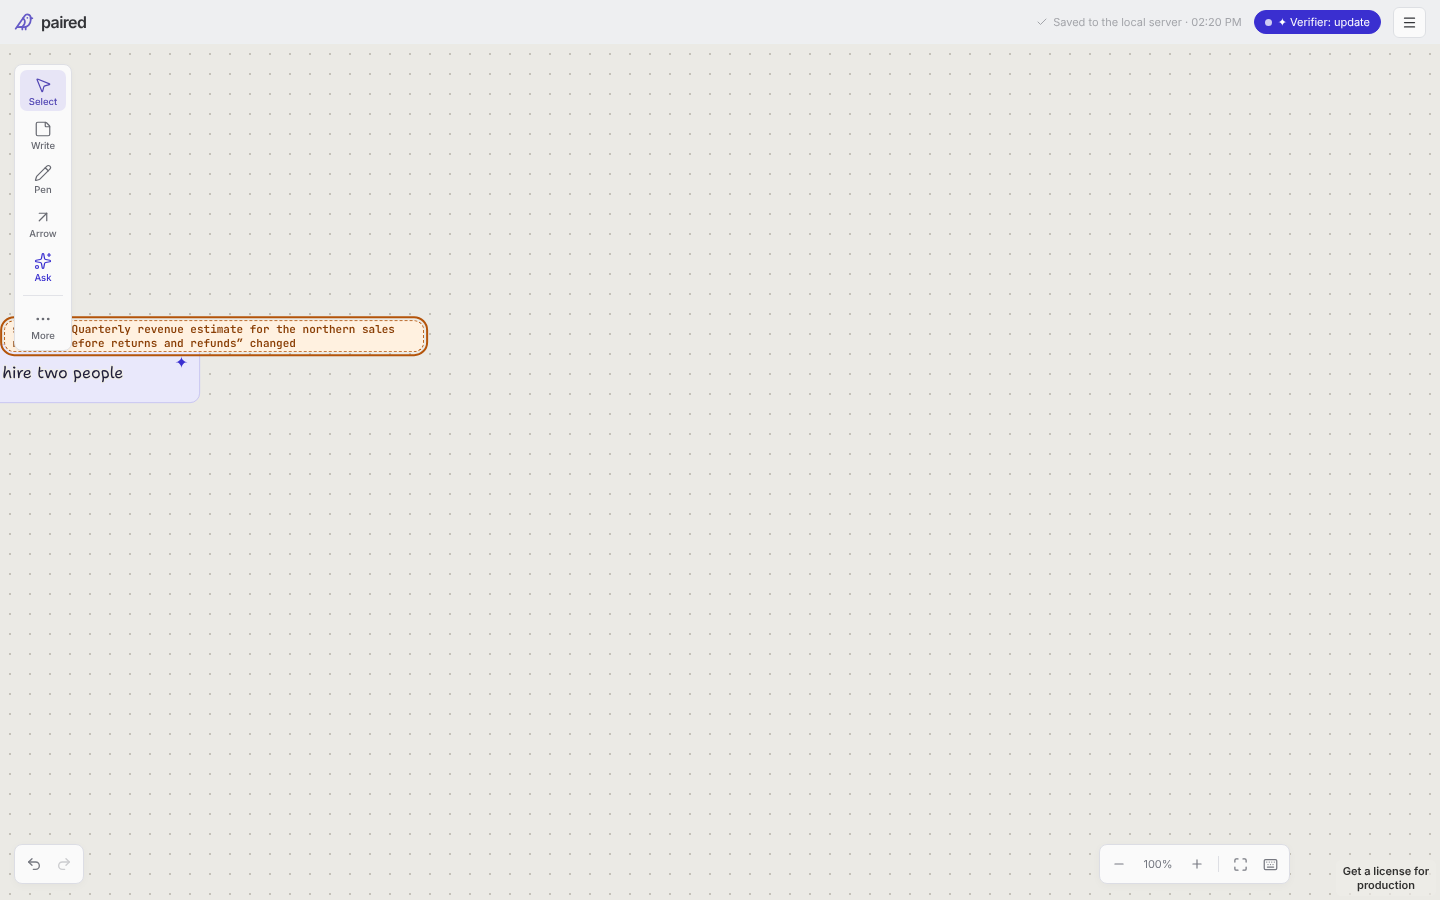 paired
Saved to the local server · 02:20 PM
✦ Verifier: update
Select
Write
Pen
Arrow
Ask
More
Quarterly revenue estimate for the northern sales
returns and refunds” changed
hire two people
100%
Get a license for
production